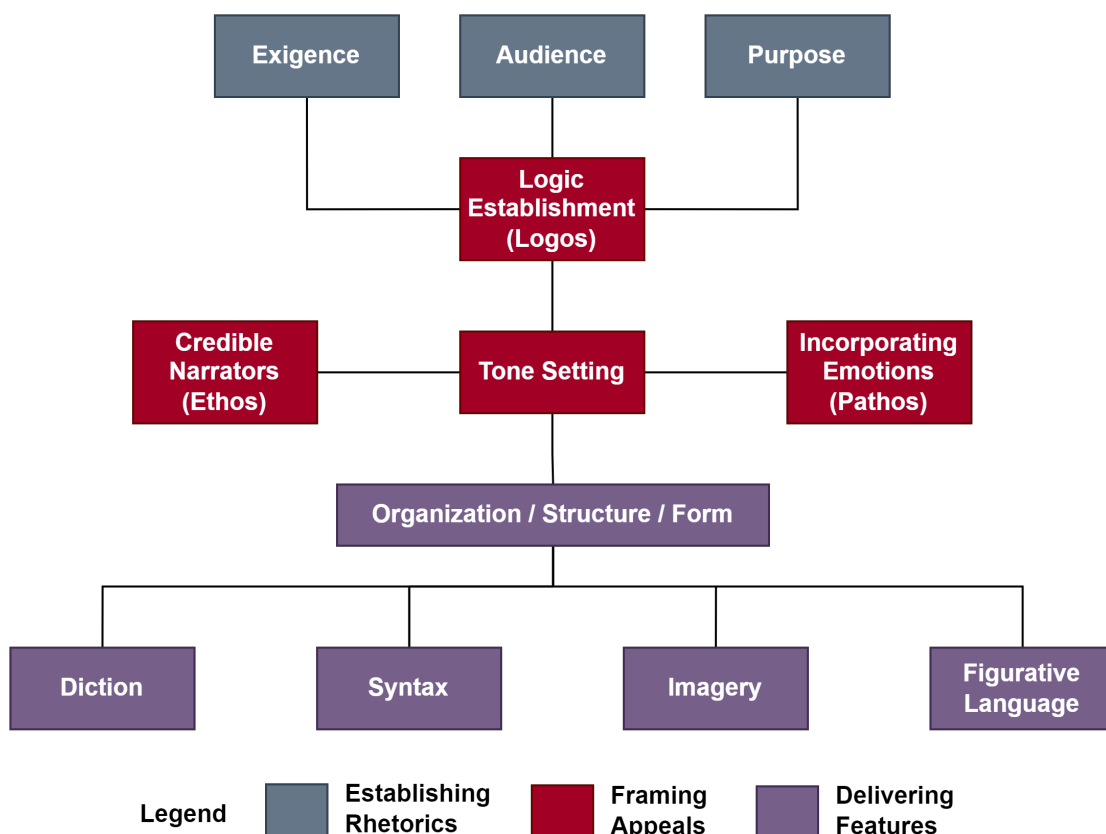 Exigence
Audience
Purpose
Logic
Establishment
(Logos)
Credible
Narrators
(Ethos)
Tone Setting
Incorporating
Emotions
(Pathos)
Organization / Structure / Form
Diction
Syntax
Imagery
Figurative
Language
Legend
Establishing
Rhetorics
Framing
Appeals
Delivering
Features